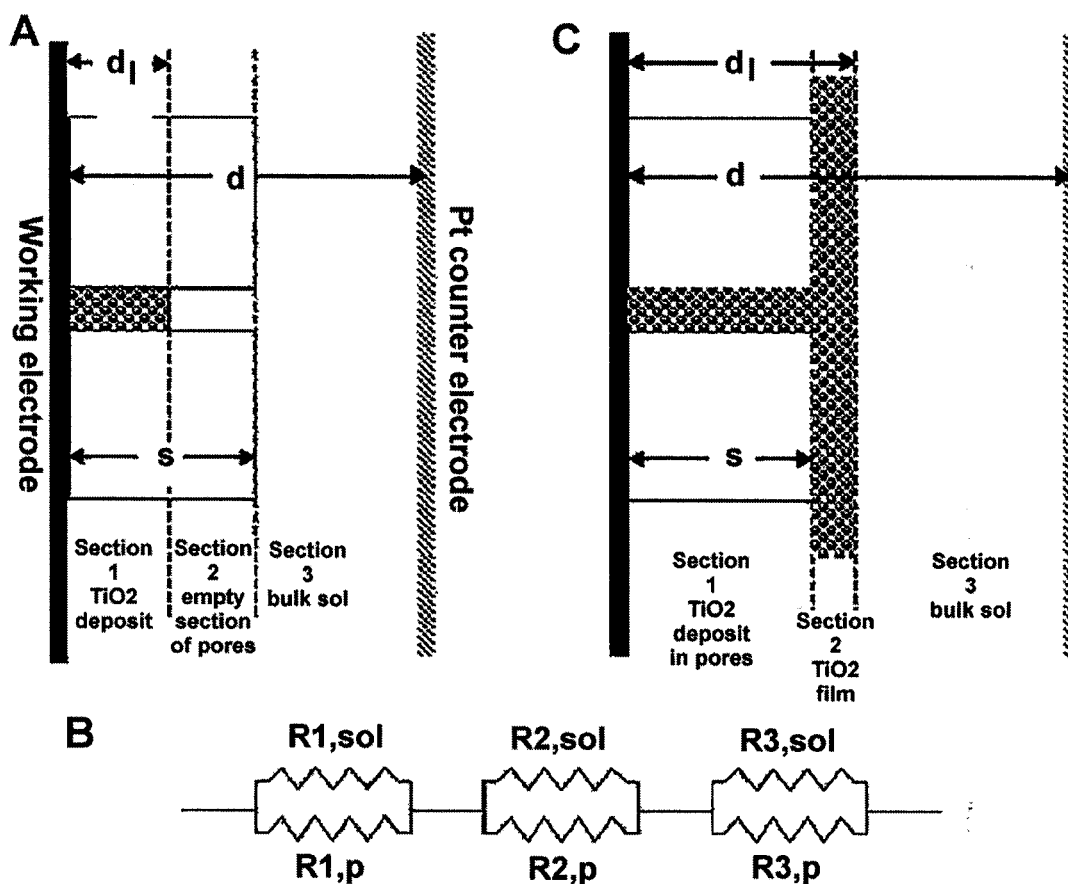 A
d_l
d
Working electrode
Pt counter electrode
s
Section
1
TiO2
deposit
Section
2
empty
section
of pores
Section
3
bulk sol
C
d_l
d
s
Section
1
TiO2
deposit
in pores
Section
2
TiO2
film
Section
3
bulk sol
B
R1,sol
R2,sol
R3,sol
R1,p
R2,p
R3,p